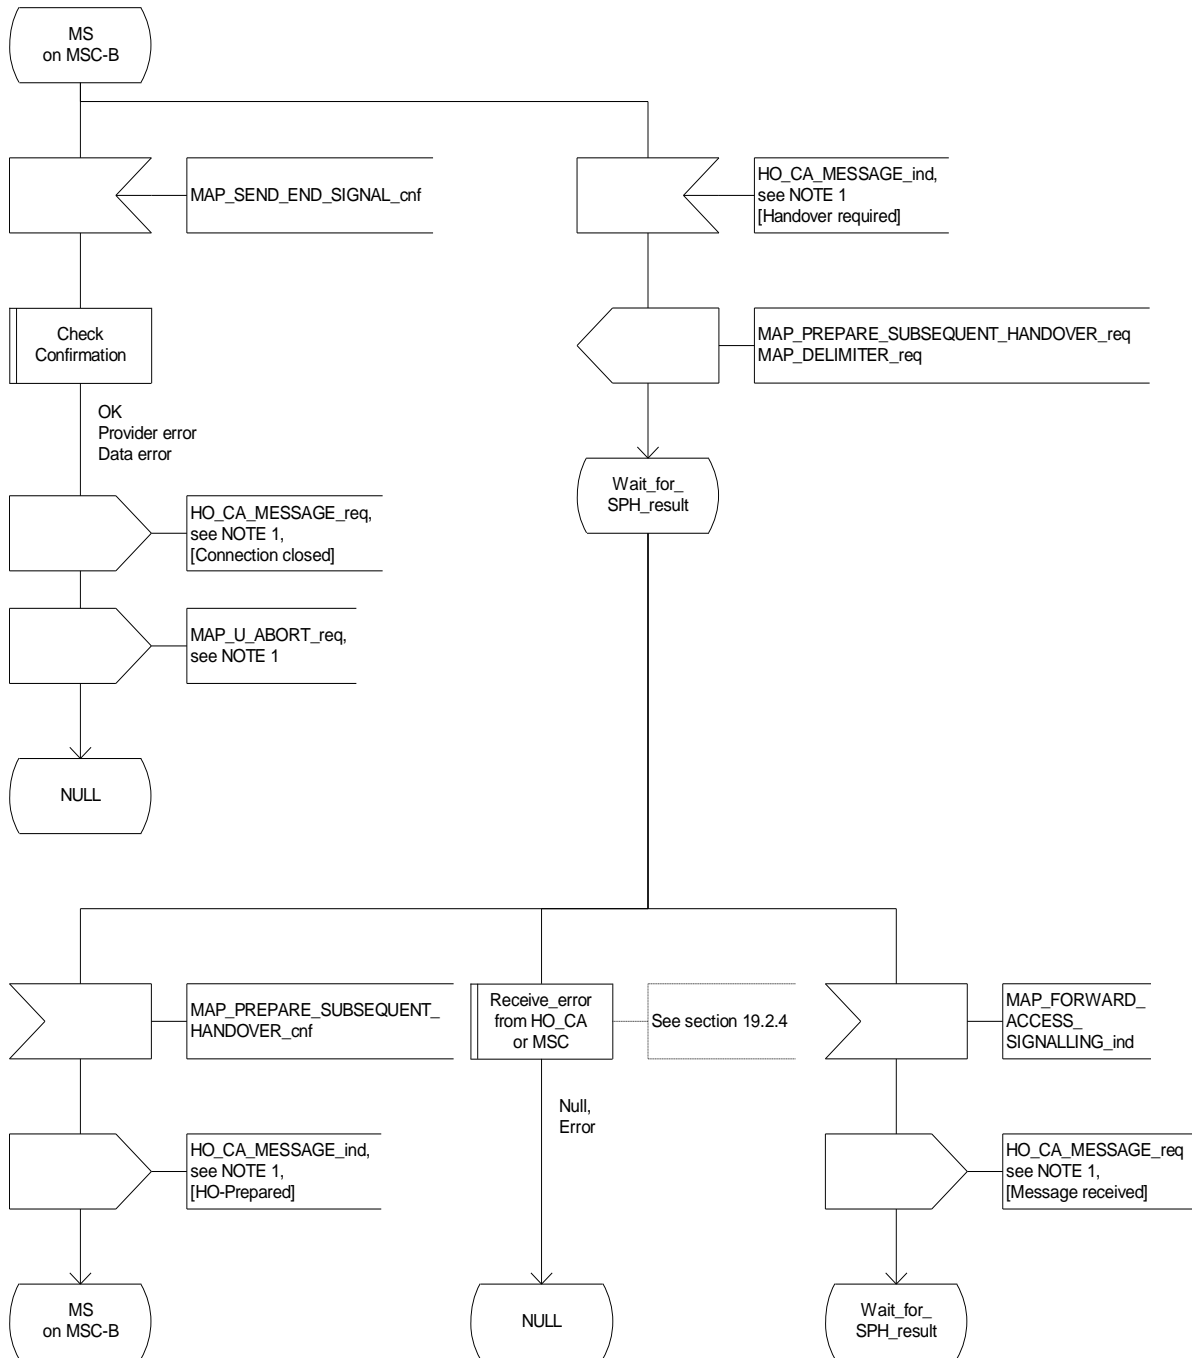 MS
on MSC-B
MAP_SEND_END_SIGNAL_cnf
HO_CA_MESSAGE_ind,
see NOTE 1
[Handover required]
Check
Confirmation
MAP_PREPARE_SUBSEQUENT_HANDOVER_req
MAP_DELIMITER_req
OK
Provider error
Data error
Wait_for_
SPH_result
HO_CA_MESSAGE_req,
see NOTE 1,
[Connection closed]
MAP_U_ABORT_req,
see NOTE 1
NULL
MAP_PREPARE_SUBSEQUENT_
HANDOVER_cnf
Receive_error
from HO_CA
or MSC
See section 19.2.4
MAP_FORWARD_
ACCESS_
SIGNALLING_ind
Null,
Error
HO_CA_MESSAGE_ind,
see NOTE 1,
[HO-Prepared]
HO_CA_MESSAGE_req
see NOTE 1,
[Message received]
MS
on MSC-B
NULL
Wait_for_
SPH_result